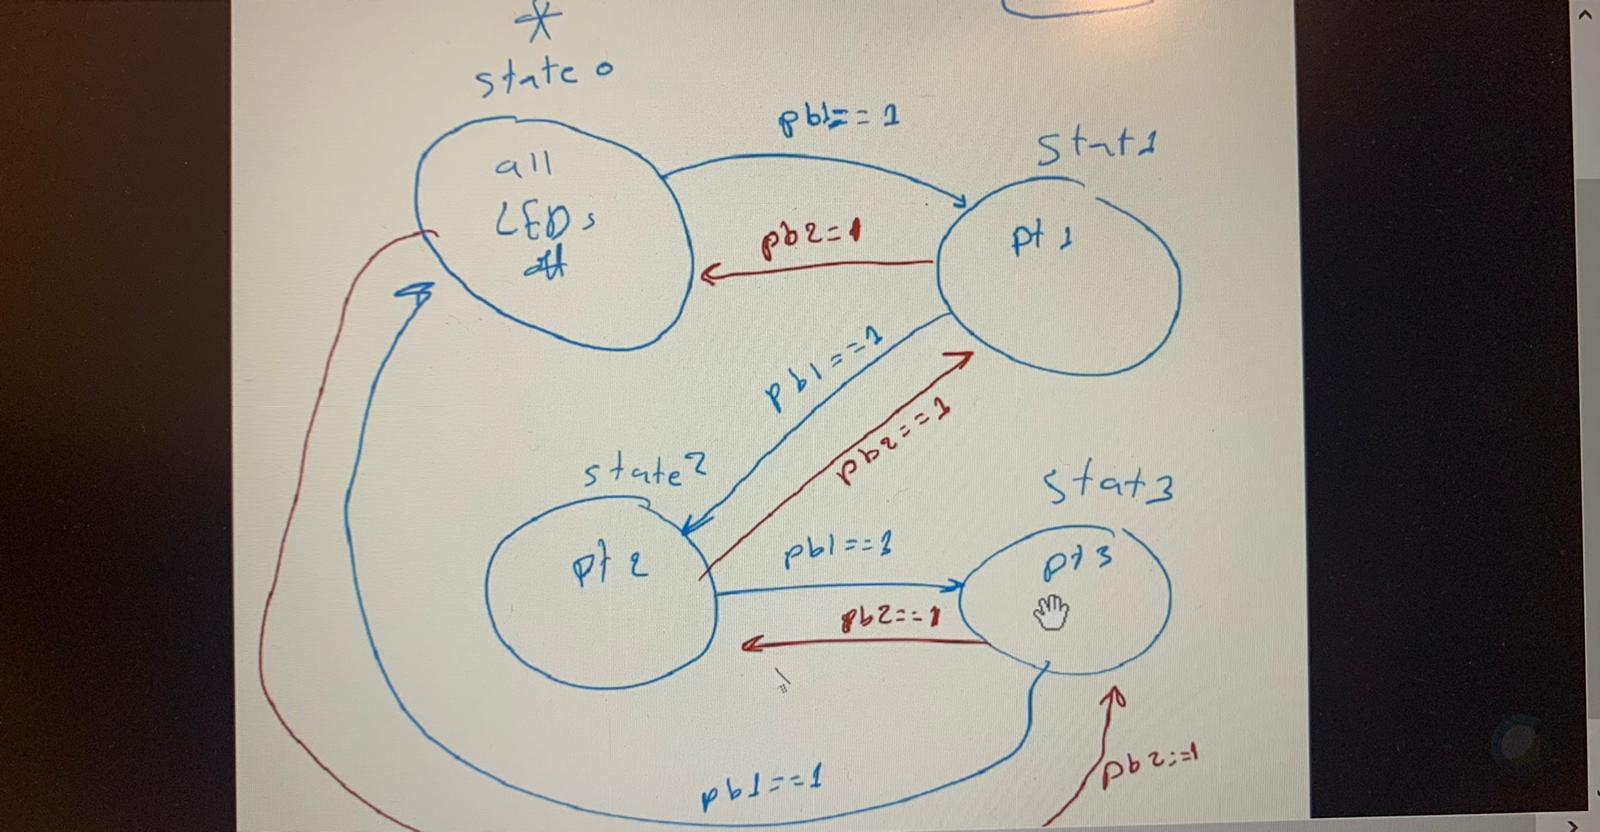 *
state 0
all
LEDs
off
pb1== 1
stat1
pt 1
pb2=1
pb1==1
pb2==1
state2
pt 2
stat3
pt 3
pb1==1
pb2==1
pb1==1
pb2==1